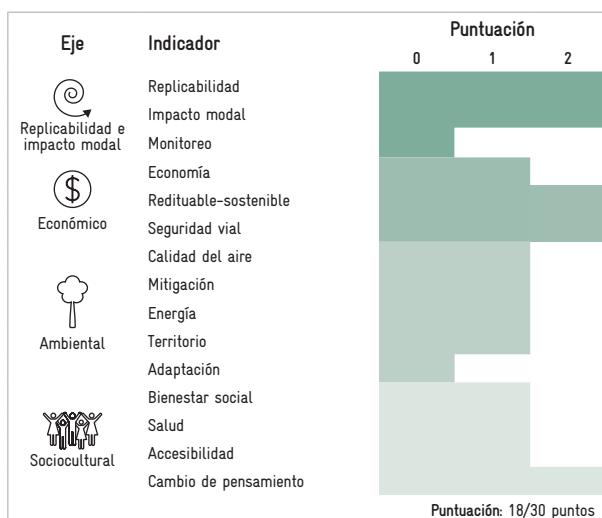 Eje
Indicador
Puntuación
0 1 2
Replicabilidad e
impacto modal
Replicabilidad
Impacto modal
Monitoreo
$
Económico
Economía
Redituable-sostenible
Seguridad vial
Ambiental
Calidad del aire
Mitigación
Energía
Territorio
Adaptación
Sociocultural
Bienestar social
Salud
Accesibilidad
Cambio de pensamiento
Puntuación: 18/30 puntos